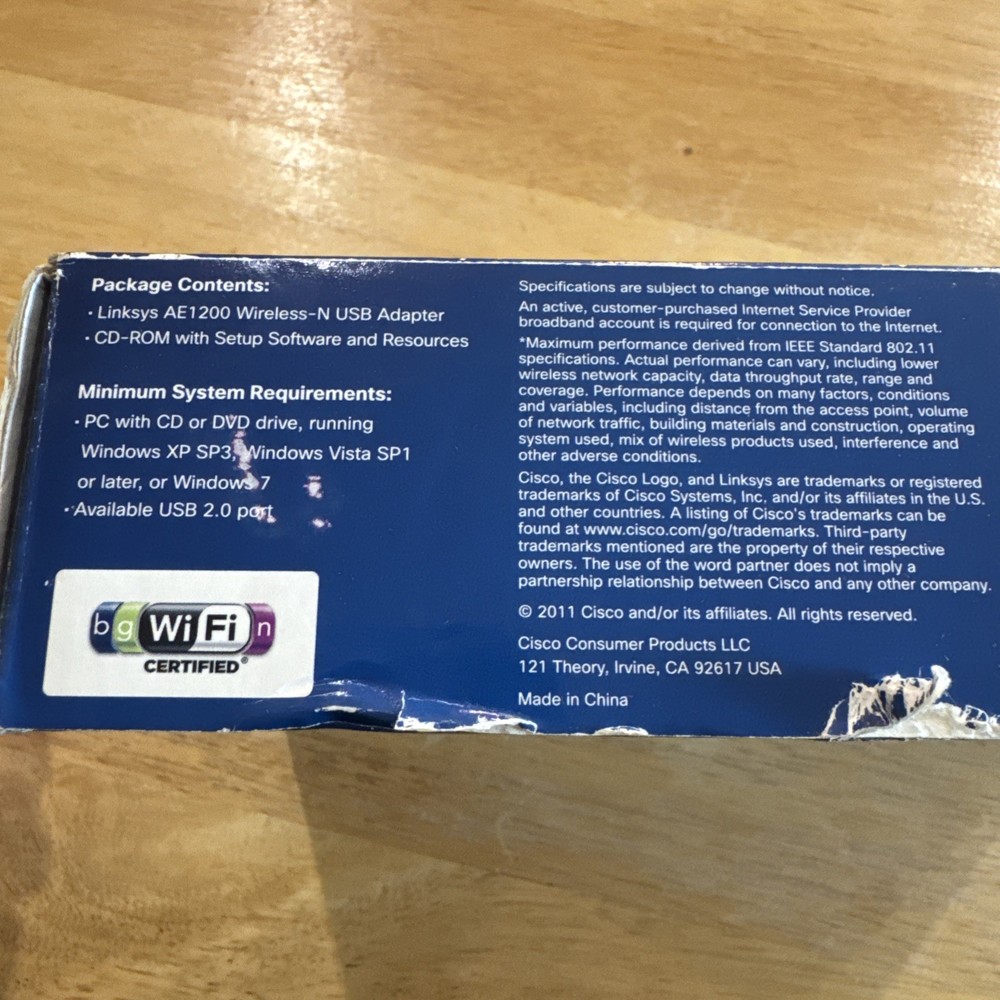 Package Contents:
· Linksys AE1200 Wireless-N USB Adapter
· CD-ROM with Setup Software and Resources
Minimum System Requirements:
· PC with CD or DVD drive, running
Windows XP SP3, Windows Vista SP1
or later, or Windows 7
· Available USB 2.0 port
b g Wi Fi n
CERTIFIED®
Specifications are subject to change without notice.
An active, customer-purchased Internet Service Provider
broadband account is required for connection to the Internet.
*Maximum performance derived from IEEE Standard 802.11
specifications. Actual performance can vary, including lower
wireless network capacity, data throughput rate, range and
coverage. Performance depends on many factors, conditions
and variables, including distance from the access point, volume
of network traffic, building materials and construction, operating
system used, mix of wireless products used, interference and
other adverse conditions.
Cisco, the Cisco Logo, and Linksys are trademarks or registered
trademarks of Cisco Systems, Inc. and/or its affiliates in the U.S.
and other countries. A listing of Cisco's trademarks can be
found at www.cisco.com/go/trademarks. Third-party
trademarks mentioned are the property of their respective
owners. The use of the word partner does not imply a
partnership relationship between Cisco and any other company.
© 2011 Cisco and/or its affiliates. All rights reserved.
Cisco Consumer Products LLC
121 Theory, Irvine, CA 92617 USA
Made in China